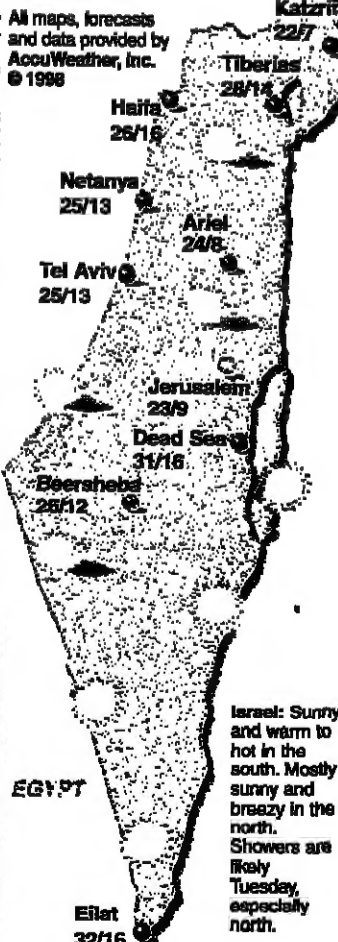 All maps, forecasts
and data provided by
AccuWeather, Inc.
© 1998
Katzrin
22/7
Tiberias
28/14
Haifa
26/16
Netanya
25/13
Ariel
24/8
Tel Aviv
25/13
Jerusalem
23/9
Dead Sea
31/16
Beersheba
26/12
EGYPT
Israel: Sunny
and warm to
hot in the
south. Mostly
sunny and
breezy in the
north.
Showers are
likely
Tuesday,
especially
north.
Eilat
32/16